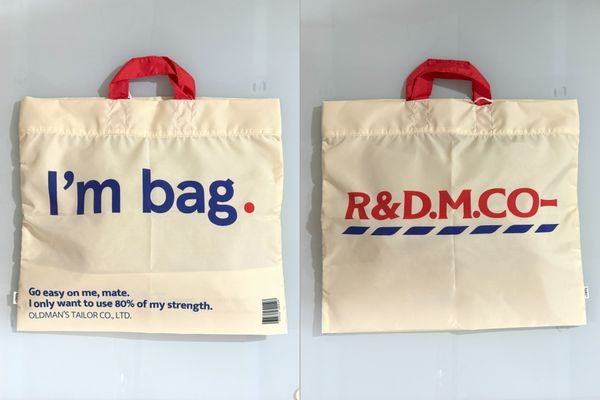 I'm bag.
Go easy on me, mate.
I only want to use 80% of my strength.
OLDMAN'S TAILOR CO., LTD.
R&D.M.CO-